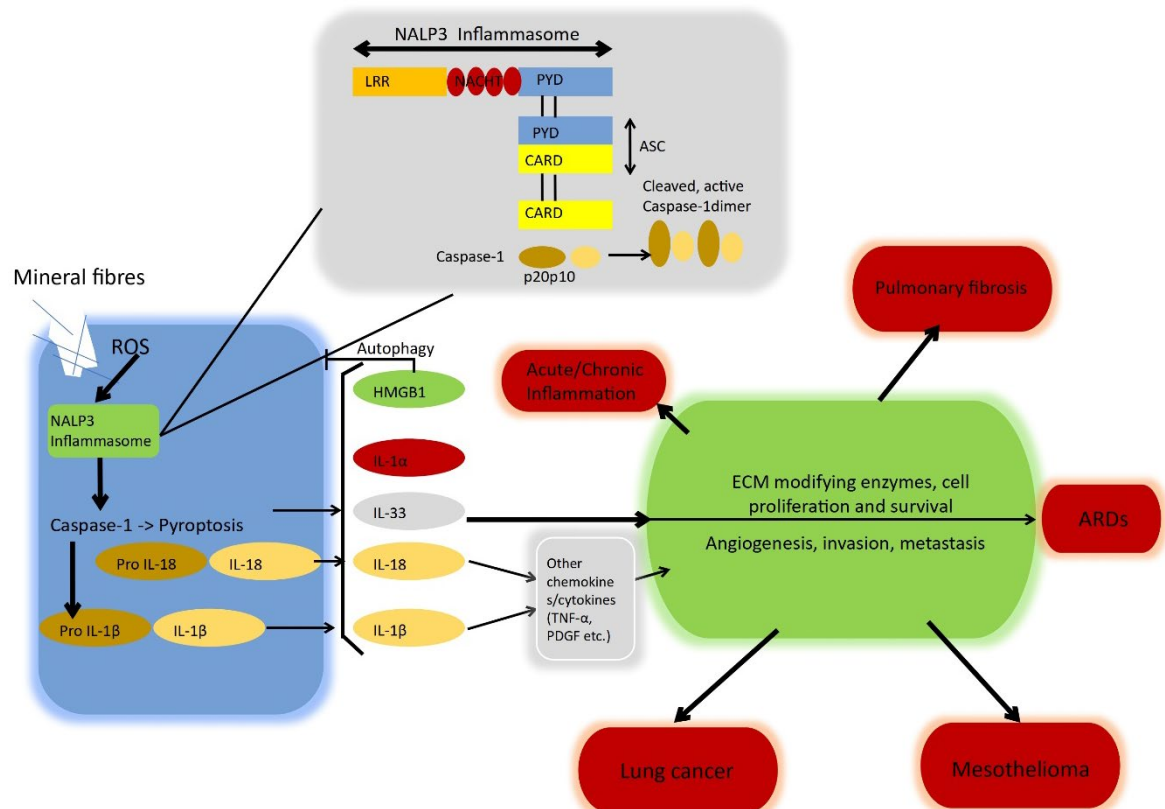 NALP3  Inflammasome
LRR
NACHT
PYD
PYD
CARD
ASC
CARD
Cleaved, active
Caspase-1dimer
Caspase-1
p20p10
Mineral fibres
ROS
NALP3
Inflammasome
Caspase-1 -> Pyroptosis
Pro IL-18
IL-18
Pro IL-1β
IL-1β
Autophagy
HMGB1
IL-1α
IL-33
IL-18
IL-1β
Other
chemokine
s/cytokines
(TNF-α,
PDGF etc.)
Acute/Chronic
Inflammation
Pulmonary fibrosis
ECM modifying enzymes, cell
proliferation and survival
Angiogenesis, invasion, metastasis
ARDs
Lung cancer
Mesothelioma